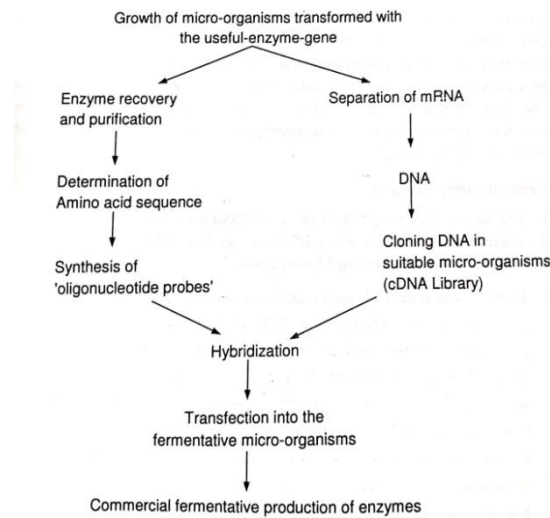 Growth of micro-organisms transformed with
the useful-enzyme-gene
Enzyme recovery
and purification
Separation of mRNA
Determination of
Amino acid sequence
DNA
Synthesis of
'oligonucleotide probes'
Cloning DNA in
suitable micro-organisms
(cDNA Library)
Hybridization
Transfection into the
fermentative micro-organisms
Commercial fermentative production of enzymes